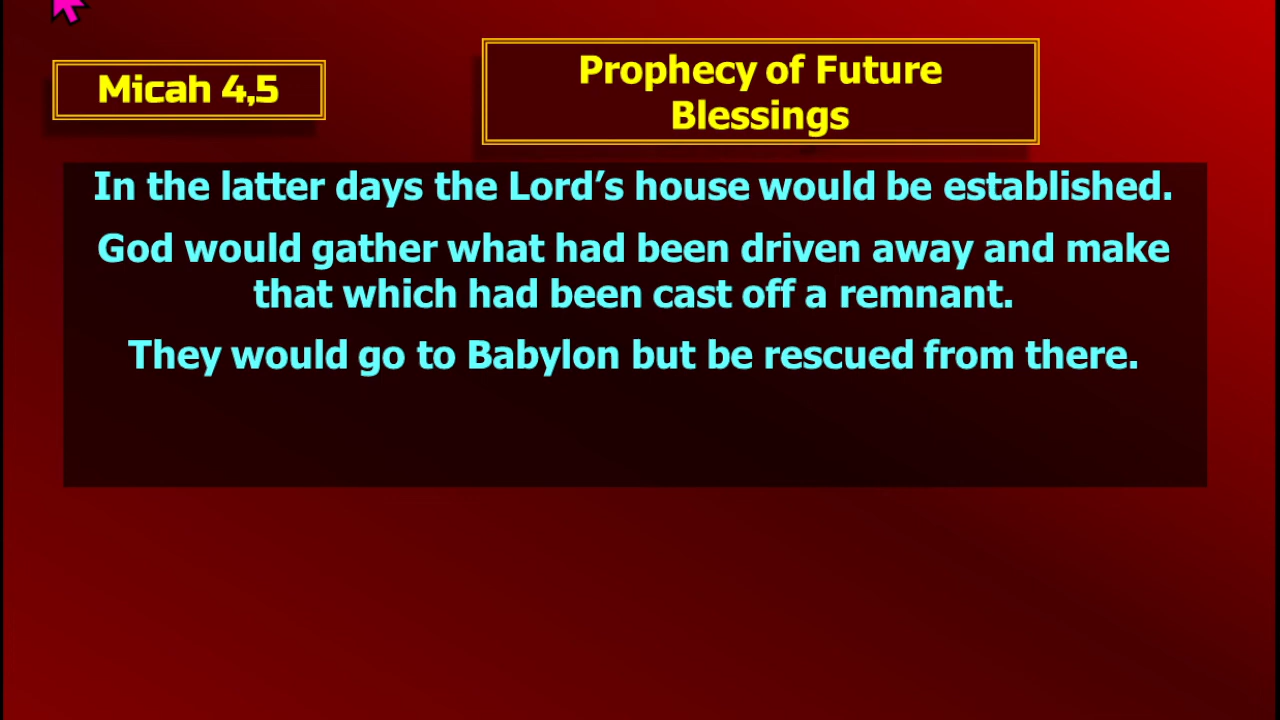 Micah 4,5
Prophecy of Future
Blessings
In the latter days the Lord’s house would be established.
God would gather what had been driven away and make
that which had been cast off a remnant.
They would go to Babylon but be rescued from there.